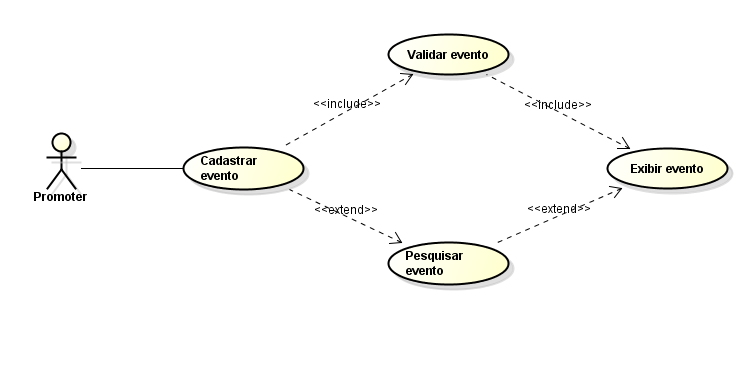 Validar evento
<<include>>
<<include>>
Cadastrar
evento
Exibir evento
Promoter
<<extend>>
<<extend>>
Pesquisar
evento